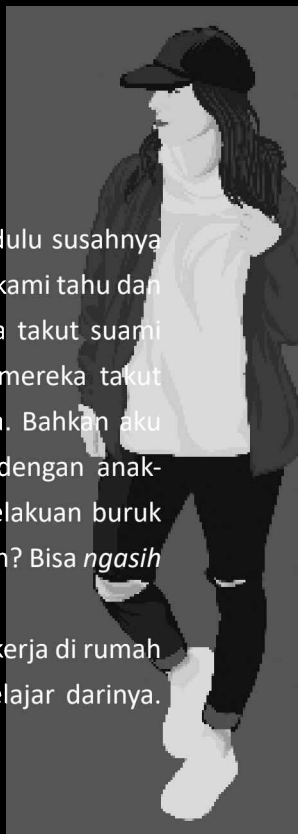 dulu susahnya
kami tahu dan
takut suami
mereka takut
Bahkan aku
dengan anak-
elakuan buruk
? Bisa ngasih
kerja di rumah
elajar darinya.